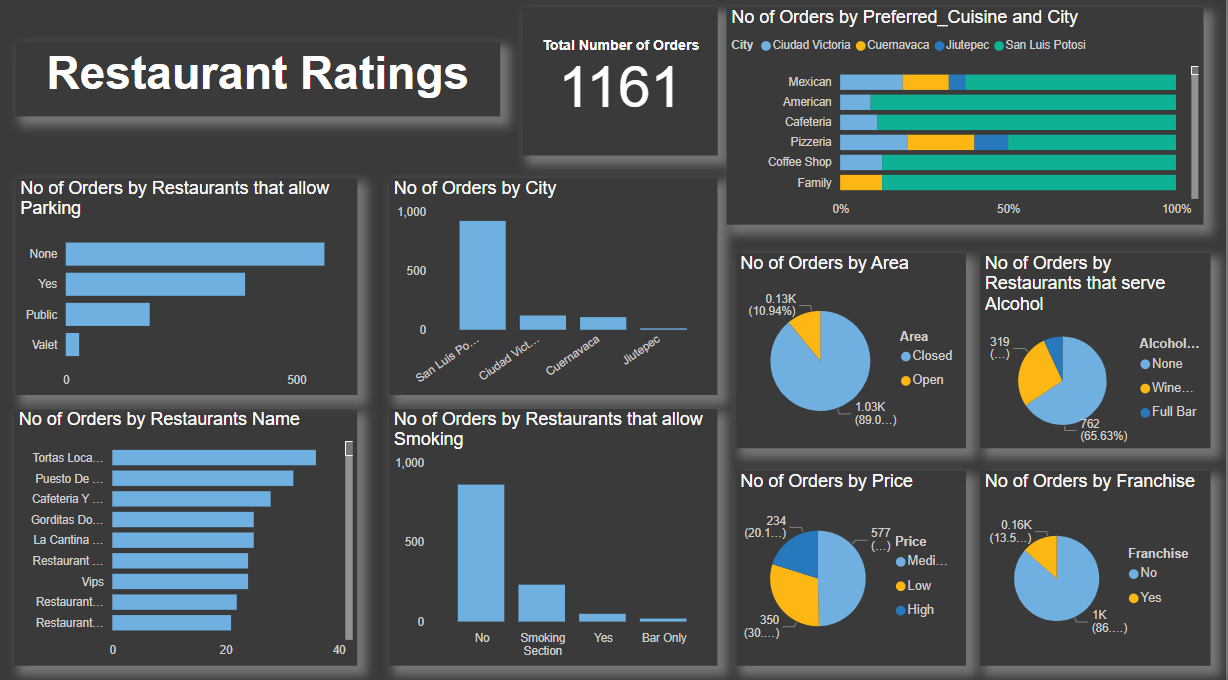 Restaurant Ratings
Total Number of Orders
1161
No of Orders by Preferred_Cuisine and City
City Ciudad Victoria Cuernavaca Jiutepec San Luis Potosi
Mexican
American
Cafeteria
Pizzeria
Coffee Shop
Family
0% 50% 100%
No of Orders by Restaurants that allow
Parking
None
Yes
Public
Valet
0 500
No of Orders by City
1,000
500
0
San Luis Po...
Ciudad Vict...
Cuernavaca
Jiutepec
No of Orders by Area
0.13K
(10.94%)
1.03K
(89.0...)
Area
Closed
Open
No of Orders by
Restaurants that serve
Alcohol
319
(...)
762
(65.63%)
Alcohol...
None
Wine...
Full Bar
No of Orders by Restaurants Name
Tortas Loca...
Puesto De ...
Cafeteria Y ...
Gorditas Do...
La Cantina ...
Restaurant ...
Vips
Restaurant...
Restaurant...
0 20 40
No of Orders by Restaurants that allow
Smoking
1,000
500
0
No
Smoking
Section
Yes
Bar Only
No of Orders by Price
234
(20.1...)
577
(...)
350
(30....)
Price
Medi...
Low
High
No of Orders by Franchise
0.16K
(13.5...)
1K
(86....)
Franchise
No
Yes